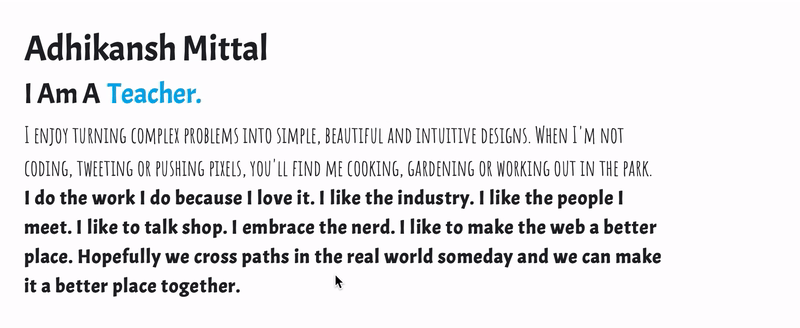 Adhikansh Mittal
I Am A Teacher.
I enjoy turning complex problems into simple, beautiful and intuitive designs. When I'm not
coding, tweeting or pushing pixels, you'll find me cooking, gardening or working out in the park.
I do the work I do because I love it. I like the industry. I like the people I
meet. I like to talk shop. I embrace the nerd. I like to make the web a better
place. Hopefully we cross paths in the real world someday and we can make
it a better place together.